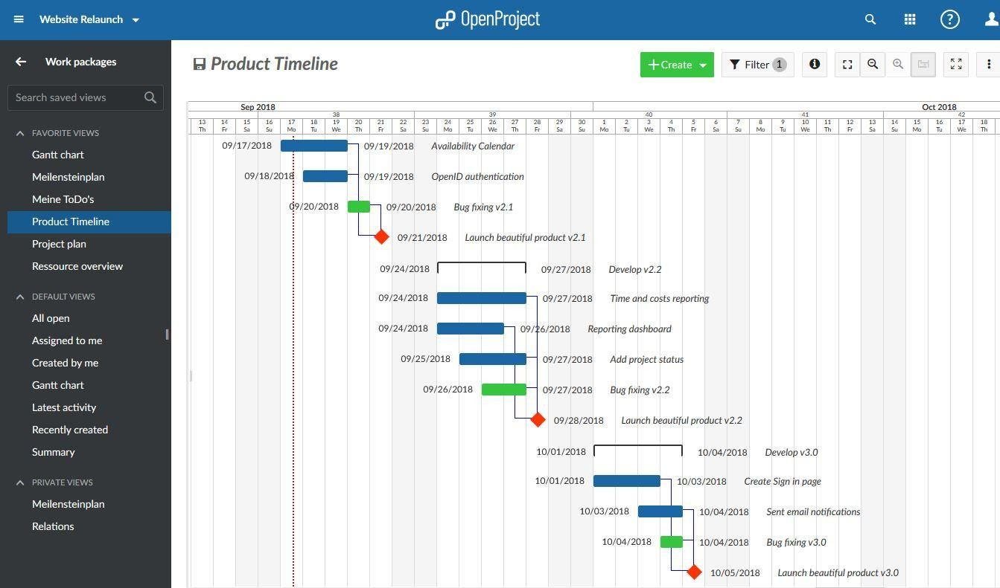 Website Relaunch
OpenProject
?
Work packages
Search saved views
FAVORITE VIEWS
Gantt chart
Meilensteinplan
Meine ToDo's
Product Timeline
Project plan
Ressource overview
DEFAULT VIEWS
All open
Assigned to me
Created by me
Gantt chart
Latest activity
Recently created
Summary
PRIVATE VIEWS
Meilensteinplan
Relations
Product Timeline
+ Create
Filter 1
Sep 2018 Oct 2018
38 39 40 41 42
13 14 15 16 17 18 19 20 21 22 23 24 25 26 27 28 29 30 1 2 3 4 5 6 7 8 9 10 11 12 13 14 15 16 17 18
Th Fr Sa Su Mo Tu We Th Fr Sa Su Mo Tu We Th Fr Sa Su Mo Tu We Th Fr Sa Su Mo Tu We Th Fr Sa Su Mo Tu We Th
09/17/2018 09/19/2018 Availability Calendar
09/18/2018 09/19/2018 OpenID authentication
09/20/2018 09/20/2018 Bug fixing v2.1
09/21/2018 Launch beautiful product v2.1
09/24/2018 09/27/2018 Develop v2.2
09/24/2018 09/27/2018 Time and costs reporting
09/24/2018 09/26/2018 Reporting dashboard
09/25/2018 09/27/2018 Add project status
09/26/2018 09/27/2018 Bug fixing v2.2
09/28/2018 Launch beautiful product v2.2
10/01/2018 10/04/2018 Develop v3.0
10/01/2018 10/03/2018 Create Sign in page
10/03/2018 10/04/2018 Sent email notifications
10/04/2018 10/04/2018 Bug fixing v3.0
10/05/2018 Launch beautiful product v3.0